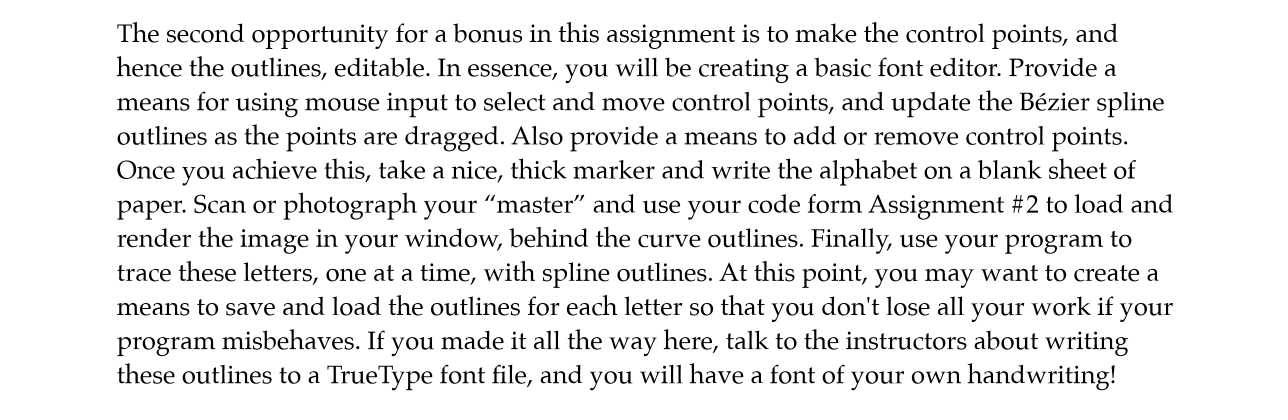 The second opportunity for a bonus in this assignment is to make the control points, and
hence the outlines, editable. In essence, you will be creating a basic font editor. Provide a
means for using mouse input to select and move control points, and update the Bézier spline
outlines as the points are dragged. Also provide a means to add or remove control points.
Once you achieve this, take a nice, thick marker and write the alphabet on a blank sheet of
paper. Scan or photograph your “master” and use your code form Assignment #2 to load and
render the image in your window, behind the curve outlines. Finally, use your program to
trace these letters, one at a time, with spline outlines. At this point, you may want to create a
means to save and load the outlines for each letter so that you don't lose all your work if your
program misbehaves. If you made it all the way here, talk to the instructors about writing
these outlines to a TrueType font file, and you will have a font of your own handwriting!